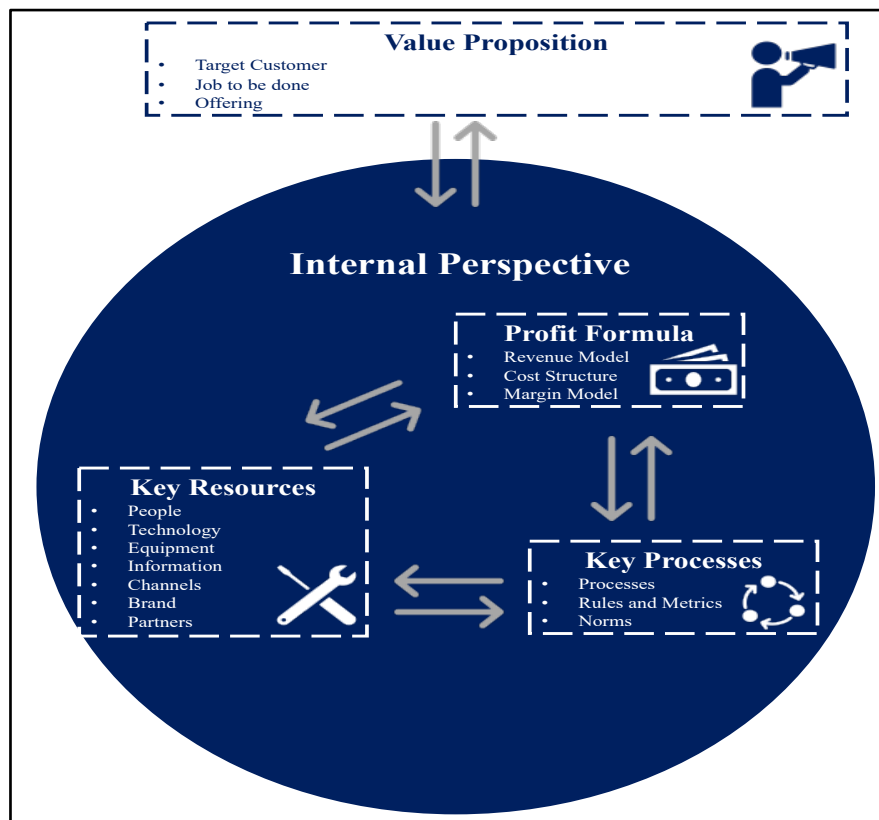 Value Proposition
• Target Customer
• Job to be done
• Offering
Internal Perspective
Profit Formula
• Revenue Model
• Cost Structure
• Margin Model
Key Resources
• People
• Technology
• Equipment
• Information
• Channels
• Brand
• Partners
Key Processes
• Processes
• Rules and Metrics
• Norms